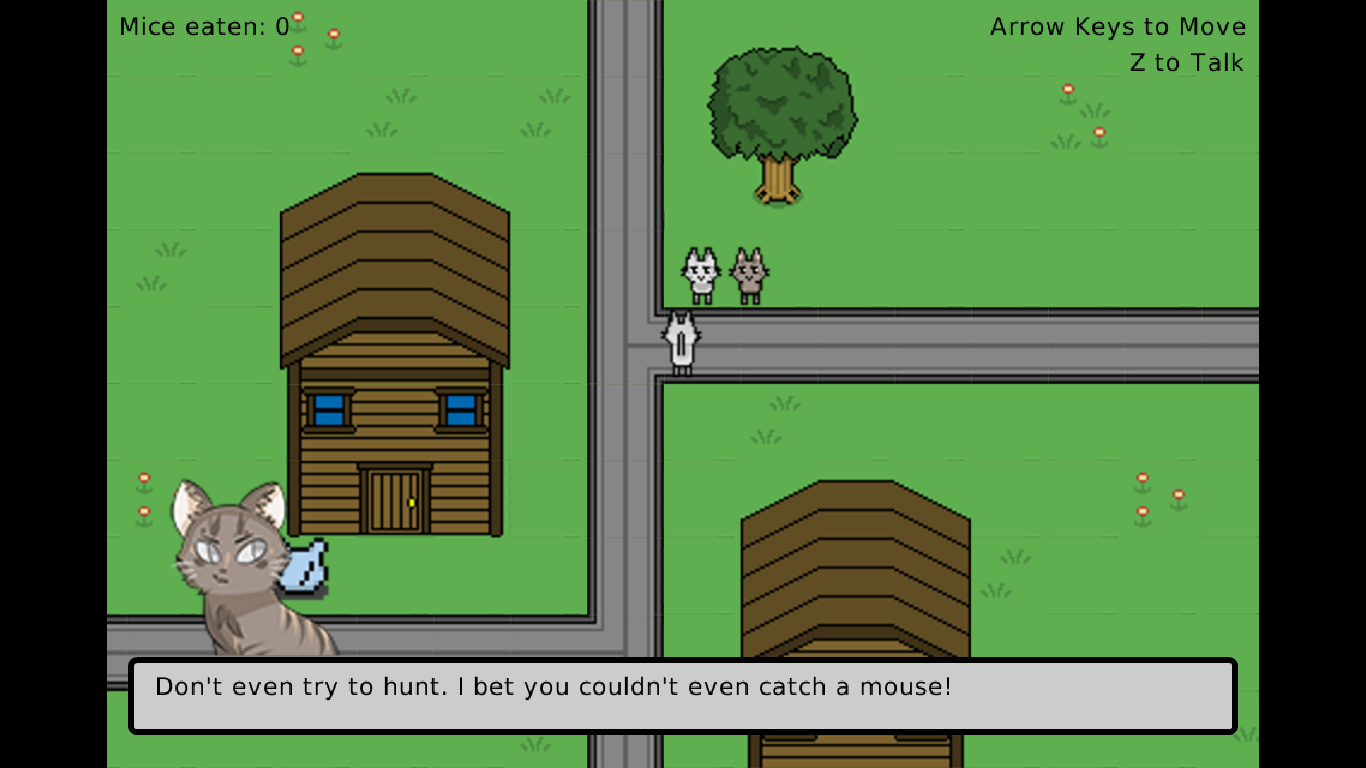 Mice eaten: 0
Arrow Keys to Move
Z to Talk
Don't even try to hunt. I bet you couldn't even catch a mouse!